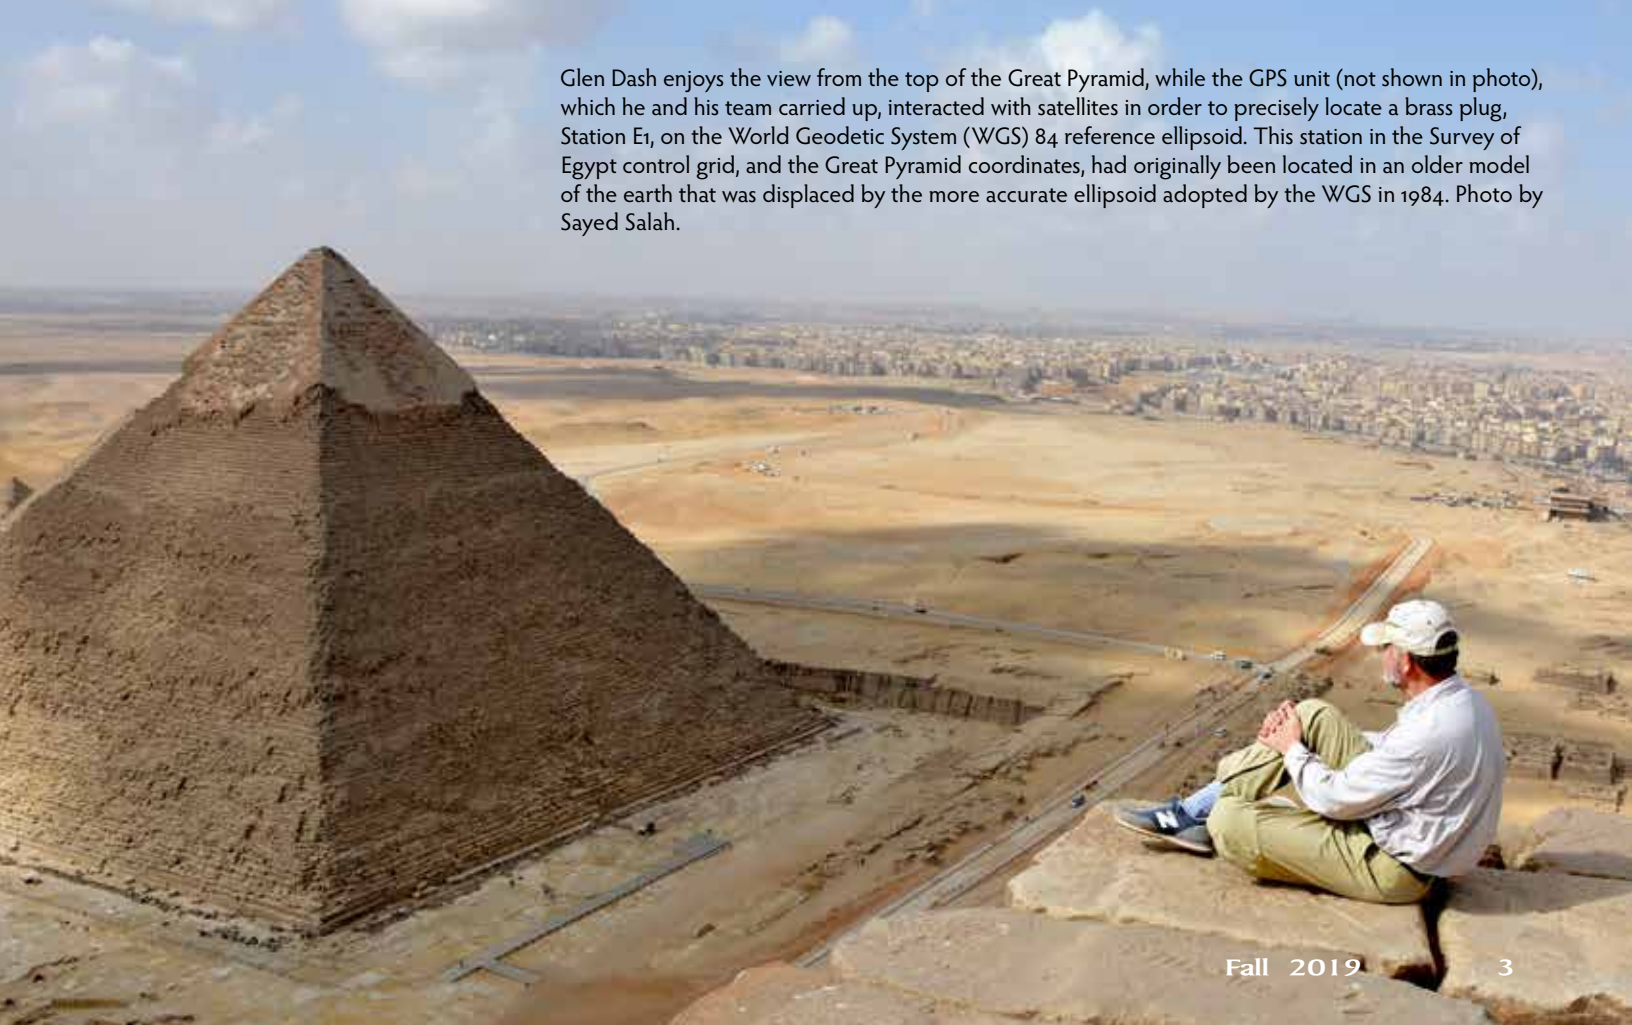 Glen Dash enjoys the view from the top of the Great Pyramid, while the GPS unit (not shown in photo),
which he and his team carried up, interacted with satellites in order to precisely locate a brass plug,
Station E1, on the World Geodetic System (WGS) 84 reference ellipsoid. This station in the Survey of
Egypt control grid, and the Great Pyramid coordinates, had originally been located in an older model
of the earth that was displaced by the more accurate ellipsoid adopted by the WGS in 1984. Photo by
Sayed Salah.
N
Fall 2019 3